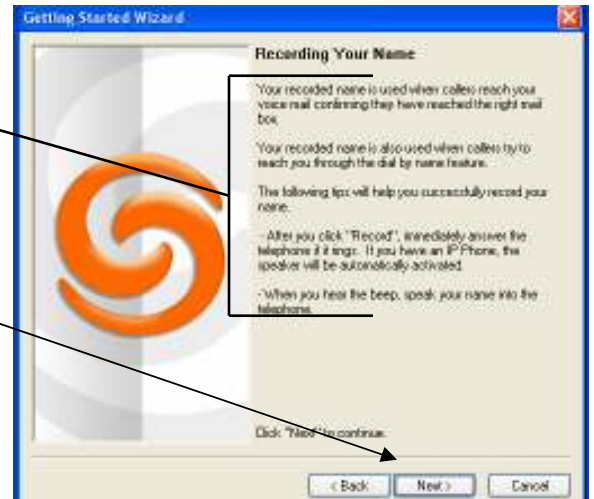 Getting Started Wizard
Recording Your Name
Your recorded name is used when callers reach your
voice mail confirming they have reached the right mail
box.
Your recorded name is also used when callers try to
reach you through the dial by name feature.
The following tips will help you successfully record your
name.
- After you click "Record", immediately answer the
telephone if it rings. If you have an IP Phone, the
speaker will be automatically activated.
- When you hear the beep, speak your name into the
telephone.
Click "Next" to continue.
< Back Next > Cancel